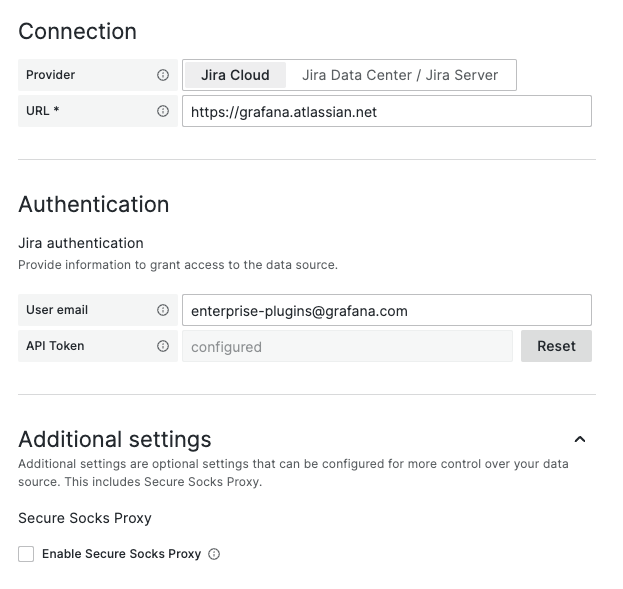 Connection
Provider
Jira Cloud
Jira Data Center / Jira Server
URL *
https://grafana.atlassian.net
Authentication
Jira authentication
Provide information to grant access to the data source.
User email
enterprise-plugins@grafana.com
API Token
configured
Reset
Additional settings
Additional settings are optional settings that can be configured for more control over your data
source. This includes Secure Socks Proxy.
Secure Socks Proxy
Enable Secure Socks Proxy